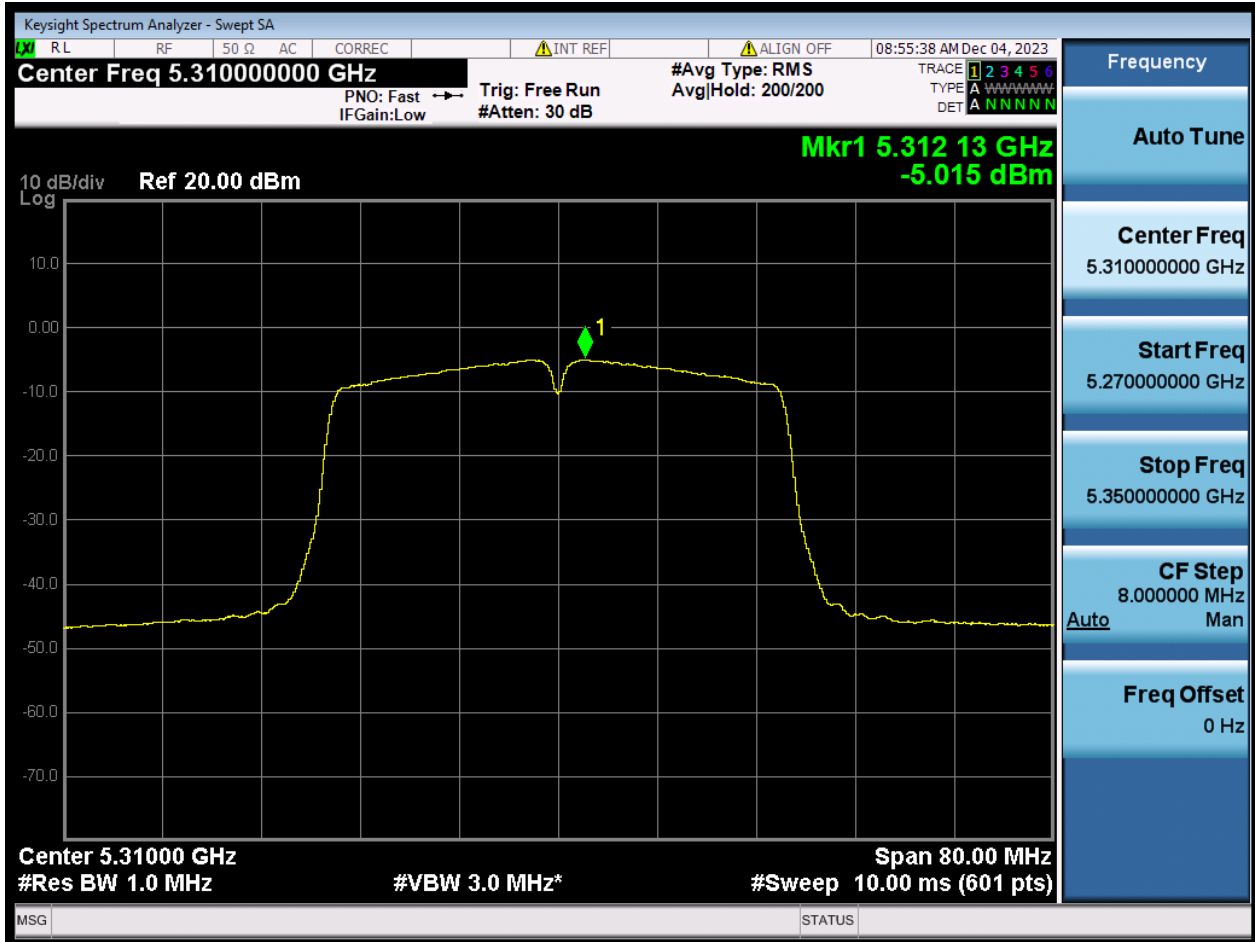 Keysight Spectrum Analyzer - Swept SA
LXI RL RF 50 Ω AC CORREC INT REF ALIGN OFF 08:55:38 AM Dec 04, 2023
Center Freq 5.310000000 GHz
PNO: Fast
IFGain:Low
Trig: Free Run
#Atten: 30 dB
#Avg Type: RMS
Avg|Hold: 200/200
TRACE 1 2 3 4 5 6
TYPE A WWWWW
DET A N N N N N
Mkr1 5.312 13 GHz
-5.015 dBm
10 dB/div Ref 20.00 dBm
Log
10.0
0.00
-10.0
-20.0
-30.0
-40.0
-50.0
-60.0
-70.0
1
Center 5.31000 GHz Span 80.00 MHz
#Res BW 1.0 MHz #VBW 3.0 MHz* #Sweep 10.00 ms (601 pts)
MSG STATUS
Frequency
Auto Tune
Center Freq
5.310000000 GHz
Start Freq
5.270000000 GHz
Stop Freq
5.350000000 GHz
CF Step
8.000000 MHz
Auto Man
Freq Offset
0 Hz